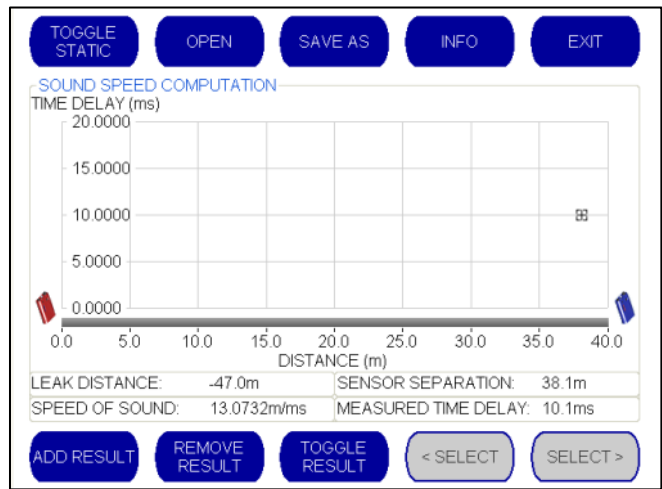 TOGGLE
STATIC
OPEN
SAVE AS
INFO
EXIT
SOUND SPEED COMPUTATION
TIME DELAY (ms)
20.0000
15.0000
10.0000
5.0000
0.0000
0.0 5.0 10.0 15.0 20.0 25.0 30.0 35.0 40.0
DISTANCE (m)
LEAK DISTANCE: -47.0m SENSOR SEPARATION: 38.1m
SPEED OF SOUND: 13.0732m/ms MEASURED TIME DELAY: 10.1ms
ADD RESULT
REMOVE
RESULT
TOGGLE
RESULT
< SELECT
SELECT >